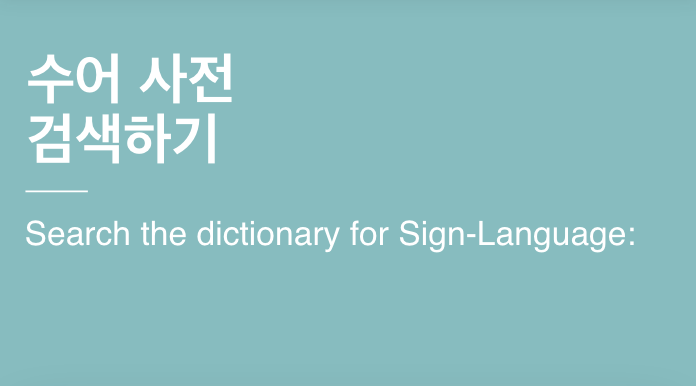 수어 사전
검색하기
Search the dictionary for Sign-Language: